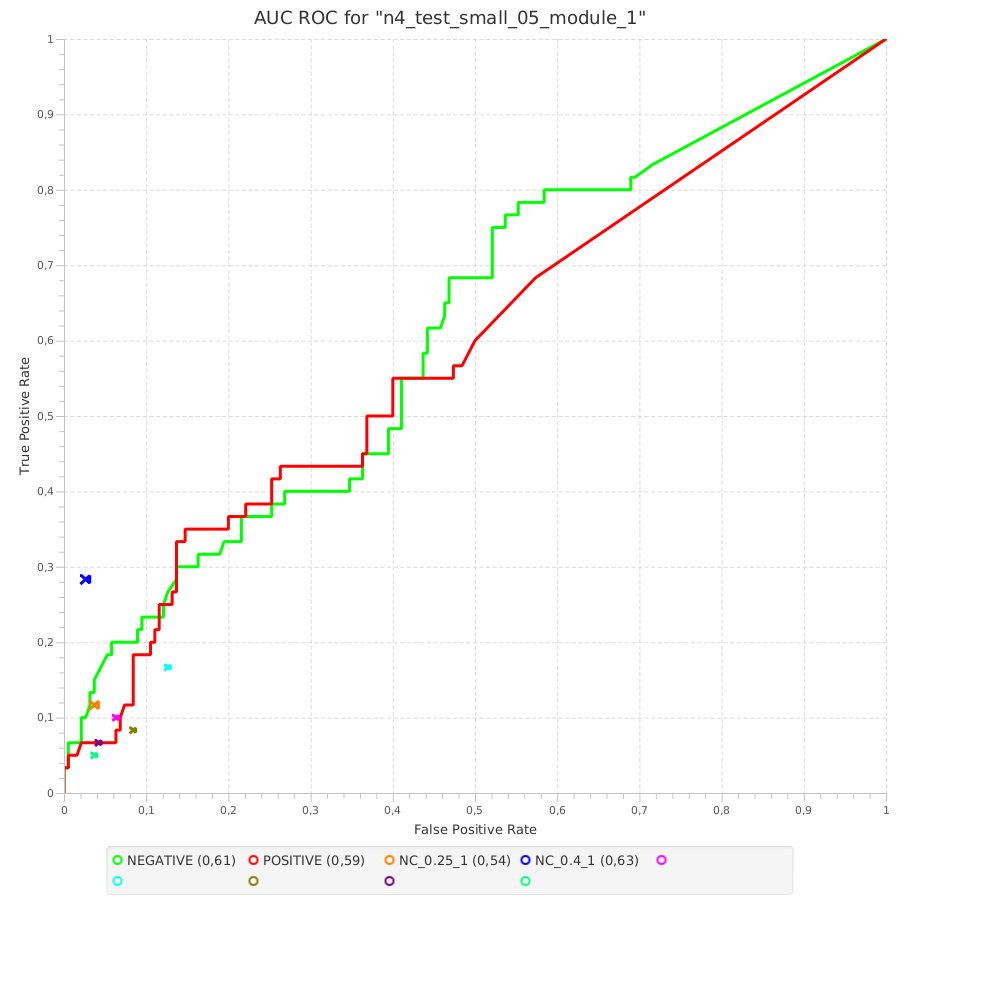 AUC ROC for "n4_test_small_05_module_1"
1
0,9
0,8
0,7
0,6
0,5
0,4
0,3
0,2
0,1
0
True Positive Rate
0 0,1 0,2 0,3 0,4 0,5 0,6 0,7 0,8 0,9 1
False Positive Rate
NEGATIVE (0,61) POSITIVE (0,59) NC_0.25_1 (0,54) NC_0.4_1 (0,63)